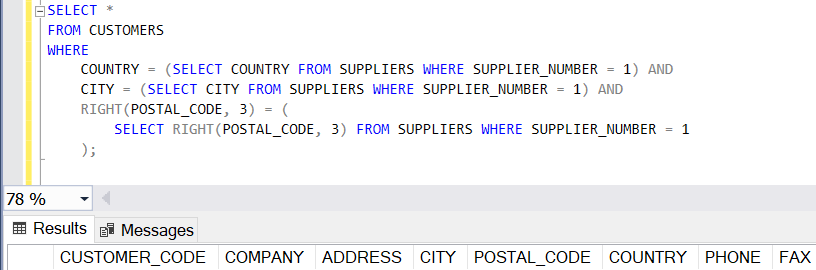 SELECT *
FROM CUSTOMERS
WHERE
COUNTRY = (SELECT COUNTRY FROM SUPPLIERS WHERE SUPPLIER_NUMBER = 1) AND
CITY = (SELECT CITY FROM SUPPLIERS WHERE SUPPLIER_NUMBER = 1) AND
RIGHT(POSTAL_CODE, 3) = (
SELECT RIGHT(POSTAL_CODE, 3) FROM SUPPLIERS WHERE SUPPLIER_NUMBER = 1
);
78 %
Results Messages
CUSTOMER_CODE COMPANY ADDRESS CITY POSTAL_CODE COUNTRY PHONE FAX